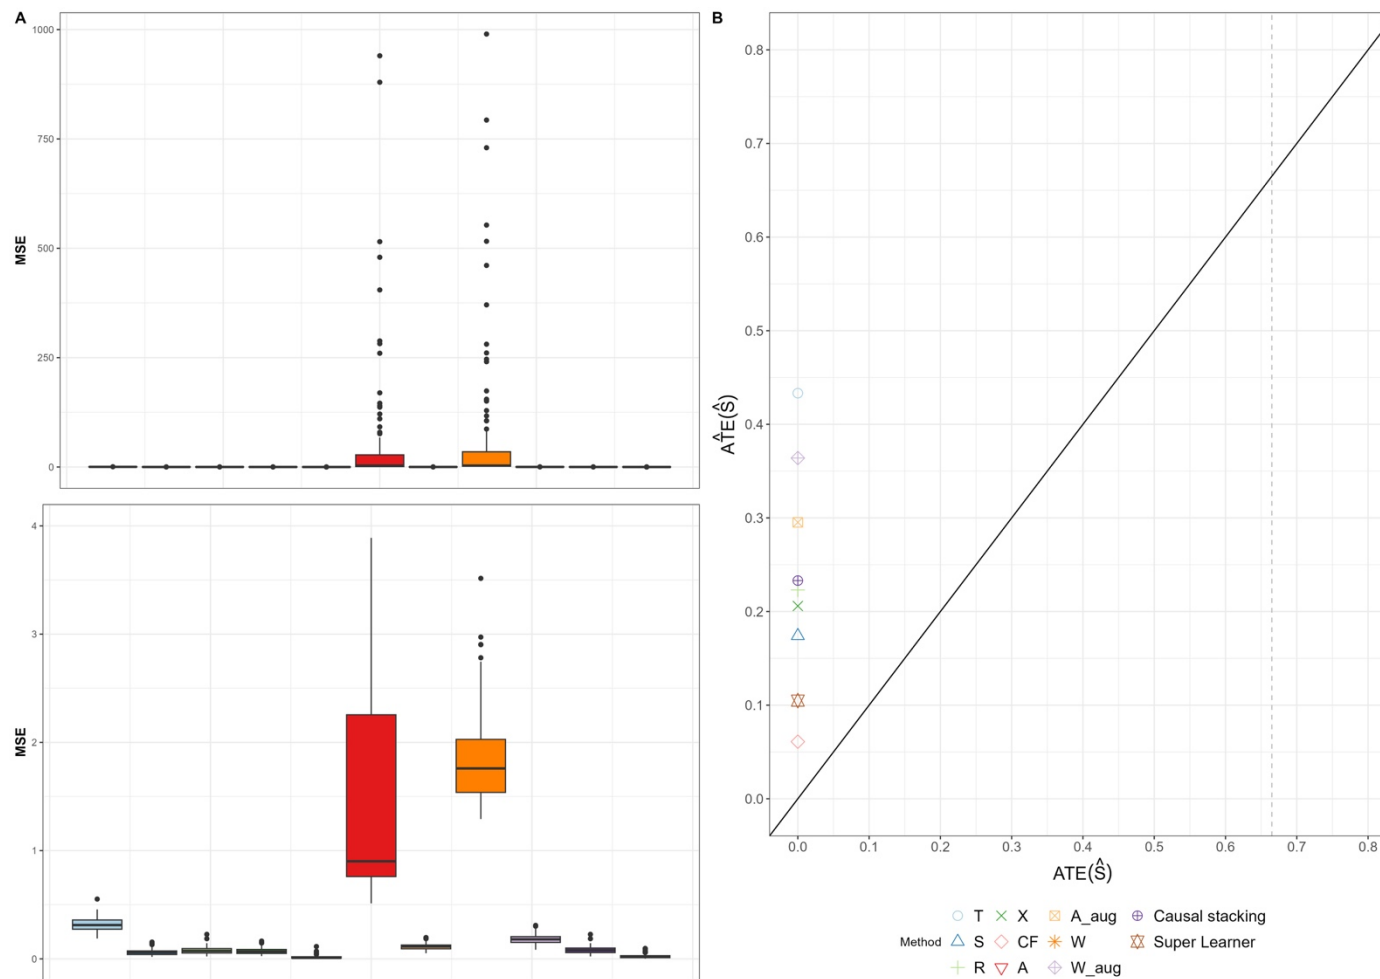 A
1000
750
500
250
0
MSE
4
3
2
1
0
MSE
B
0.8
0.7
0.6
0.5
0.4
0.3
0.2
0.1
0.0
ATÊ(Ŝ)
0.0 0.1 0.2 0.3 0.4 0.5 0.6 0.7 0.8
ATE(Ŝ)
T X A_aug Causal stacking
Method S CF W Super Learner
R A W_aug